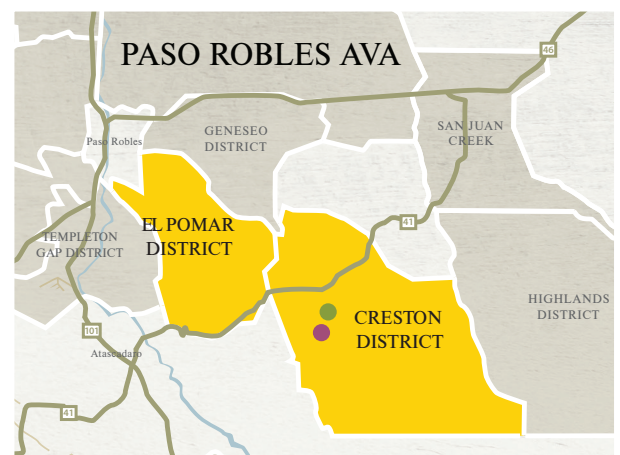 PASO ROBLES AVA
46
Paso Robles
GENESEO
DISTRICT
SAN JUAN
CREEK
EL POMAR
DISTRICT
41
TEMPLETON
GAP DISTRICT
HIGHLANDS
DISTRICT
CRESTON
DISTRICT
101
Atascadaro
41